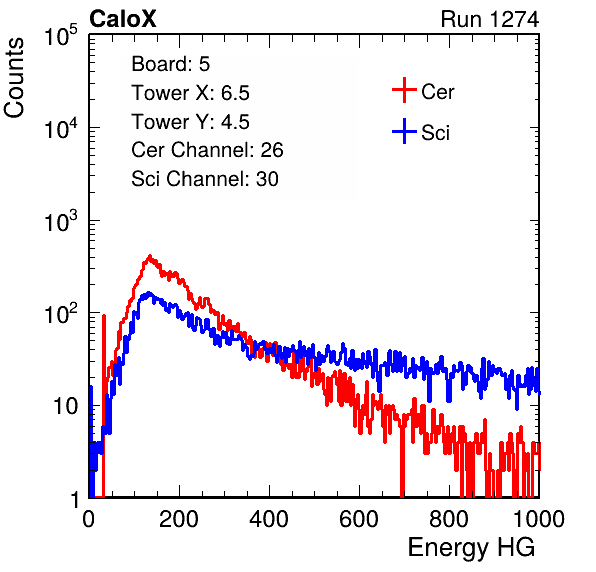 CaloX Run 1274
Counts
Board: 5
Tower X: 6.5
Tower Y: 4.5
Cer Channel: 26
Sci Channel: 30
Cer
Sci
10^5
10^4
10^3
10^2
10
1
0 200 400 600 800 1000
Energy HG